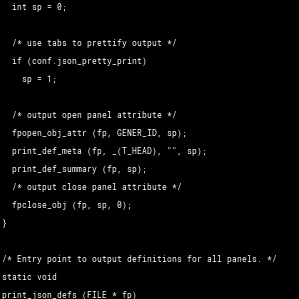 int sp = 0;
/* use tabs to prettify output */
if (conf.json_pretty_print)
sp = 1;
/* output open panel attribute */
fpopen_obj_attr (fp, GENER_ID, sp);
print_def_meta (fp, _(T_HEAD), "", sp);
print_def_summary (fp, sp);
/* output close panel attribute */
fpclose_obj (fp, sp, 0);
}
/* Entry point to output definitions for all panels. */
static void
print_json_defs (FILE * fp)